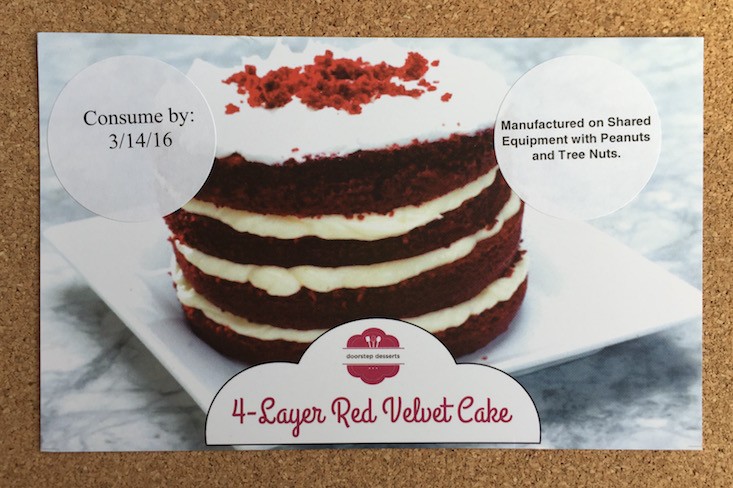 Consume by:
3/14/16
Manufactured on Shared
Equipment with Peanuts
and Tree Nuts.
doorstep desserts
4-Layer Red Velvet Cake